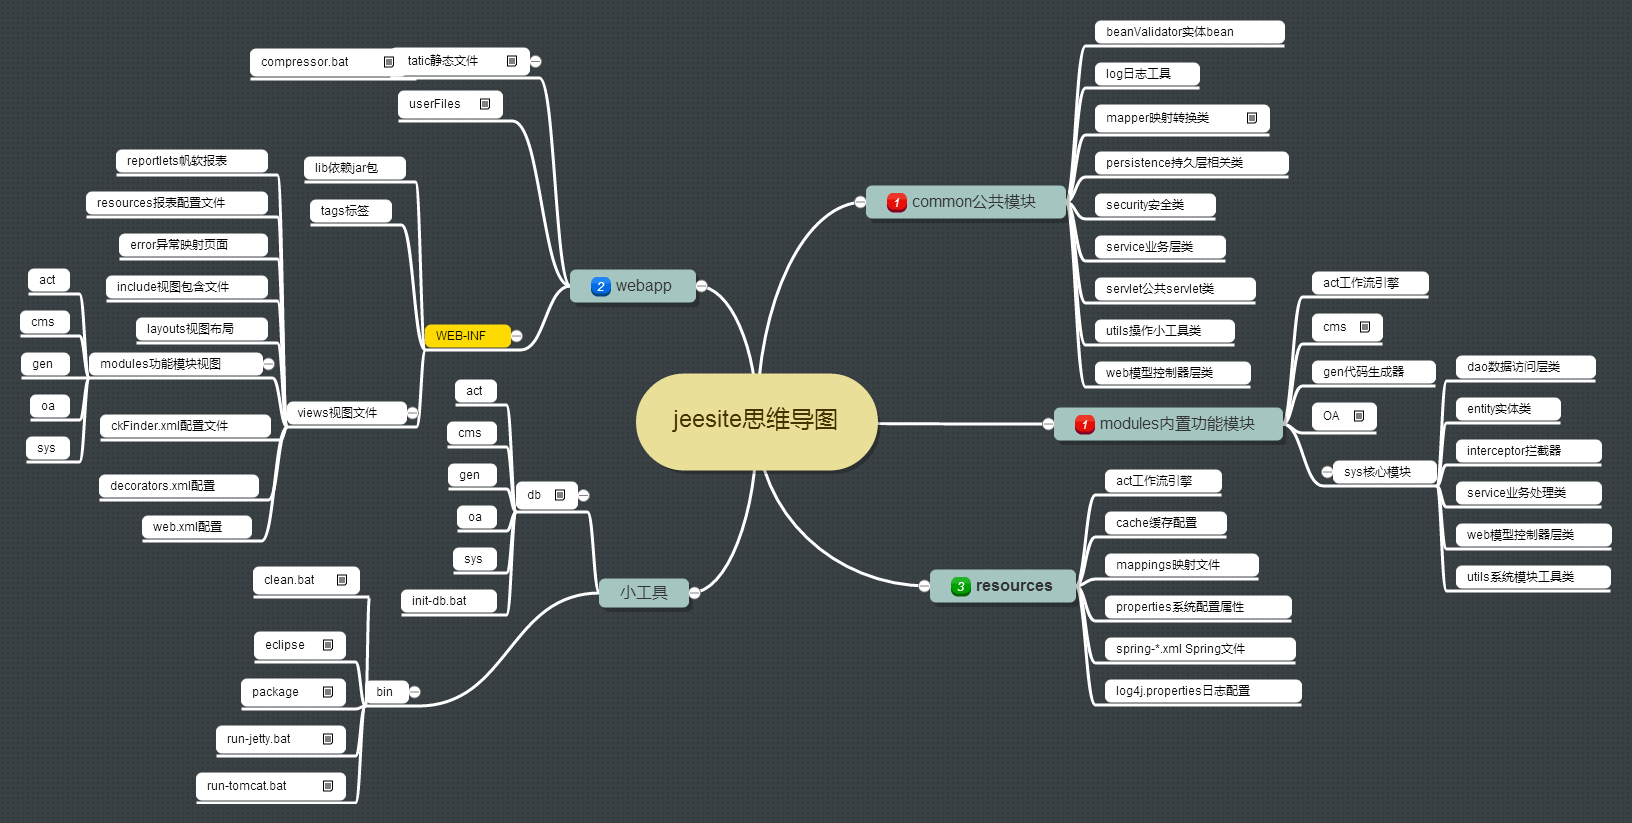 jeesite思维导图
1 common公共模块
beanValidator实体bean
log日志工具
mapper映射转换类
persistence持久层相关类
security安全类
service业务层类
servlet公共servlet类
utils操作小工具类
web模型控制器层类
1 modules内置功能模块
act工作流引擎
cms
gen代码生成器
OA
sys核心模块
dao数据访问层类
entity实体类
interceptor拦截器
service业务处理类
web模型控制器层类
utils系统模块工具类
3 resources
act工作流引擎
cache缓存配置
mappings映射文件
properties系统配置属性
spring-*.xml Spring文件
log4j.properties日志配置
2 webapp
tatic静态文件
compressor.bat
userFiles
WEB-INF
lib依赖jar包
tags标签
views视图文件
reportlets帆软报表
resources报表配置文件
error异常映射页面
include视图包含文件
layouts视图布局
modules功能模块视图
act
cms
gen
oa
sys
ckFinder.xml配置文件
decorators.xml配置
web.xml配置
小工具
db
act
cms
gen
oa
sys
init-db.bat
bin
clean.bat
eclipse
package
run-jetty.bat
run-tomcat.bat